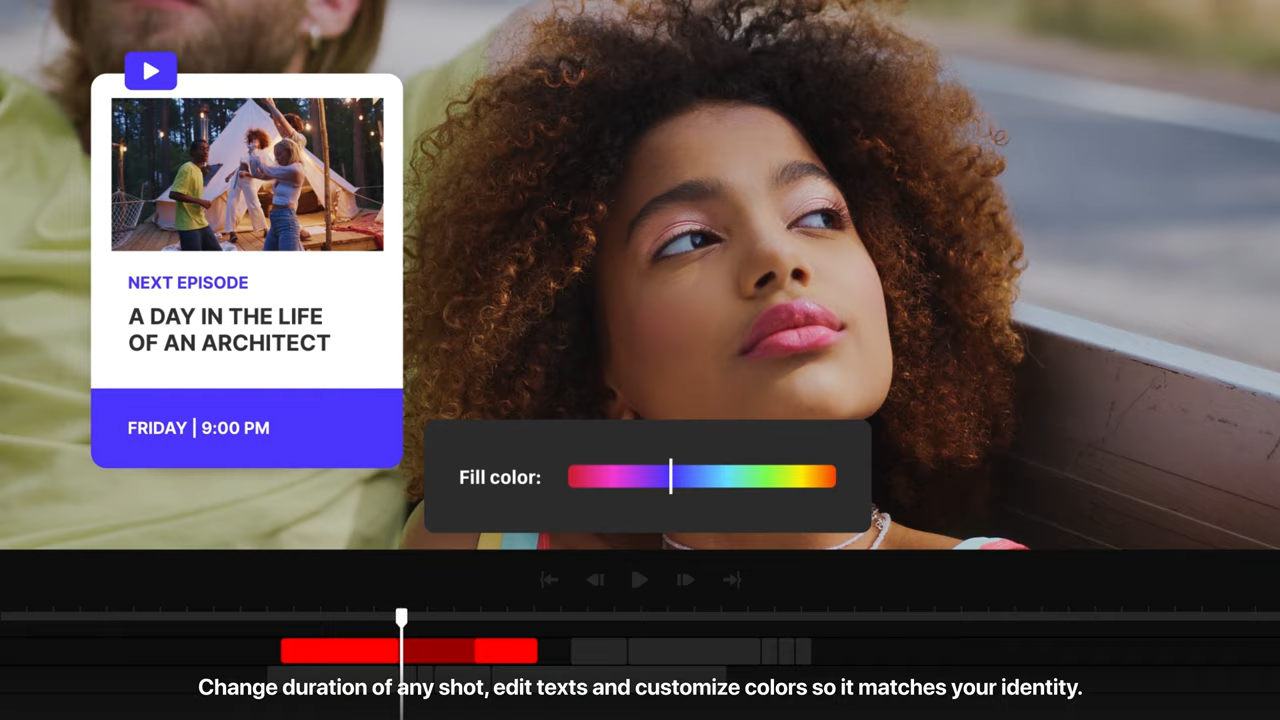 NEXT EPISODE
A DAY IN THE LIFE
OF AN ARCHITECT
FRIDAY | 9:00 PM
Fill color:
Change duration of any shot, edit texts and customize colors so it matches your identity.